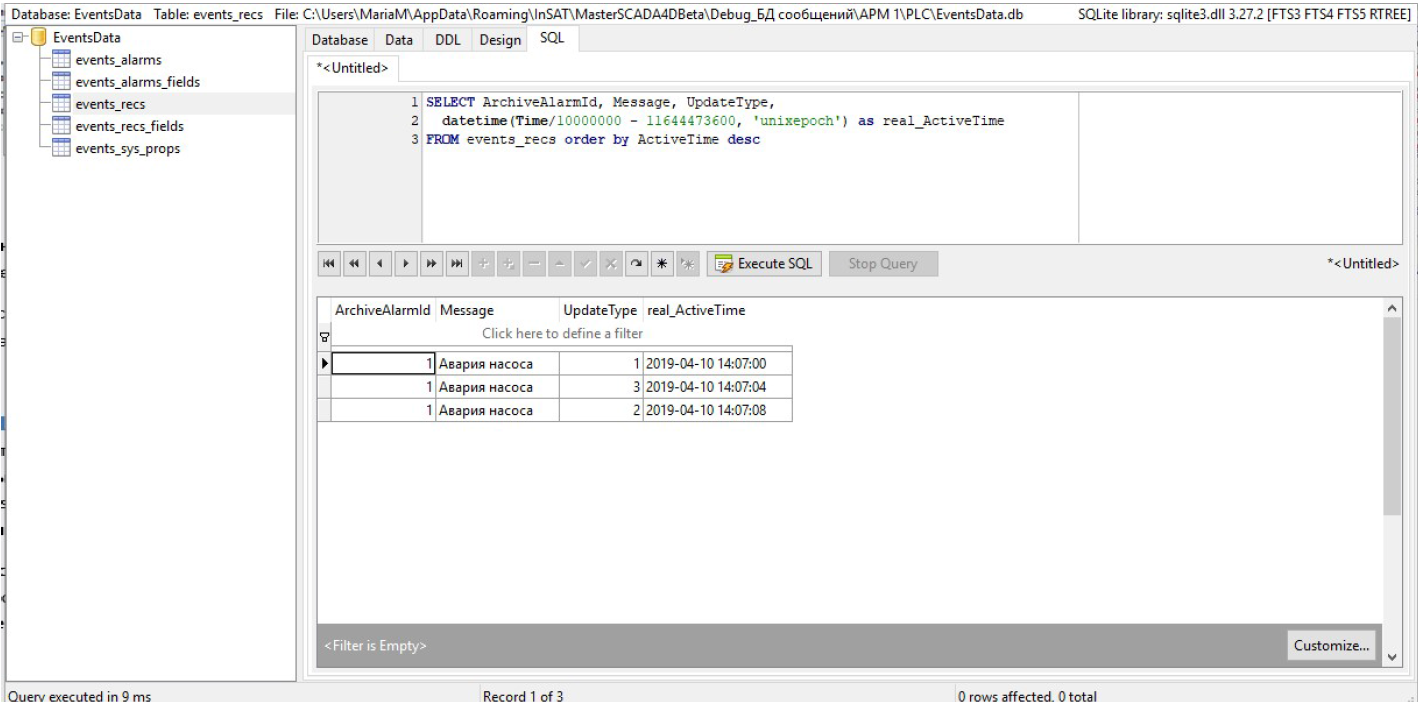 Database: EventsData Table: events_recs File: C:\Users\MariaM\AppData\Roaming\InSAT\MasterSCADA4DBeta\Debug_БД сообщений\АРМ 1\PLC\EventsData.db SQLite library: sqlite3.dll 3.27.2 [FTS3 FTS4 FTS5 RTREE]
EventsData
events_alarms
events_alarms_fields
events_recs
events_recs_fields
events_sys_props
Database Data DDL Design SQL
*<Untitled>
1 SELECT ArchiveAlarmId, Message, UpdateType,
2 datetime(Time/10000000 - 11644473600, 'unixepoch') as real_ActiveTime
3 FROM events_recs order by ActiveTime desc
Execute SQL Stop Query *<Untitled>
ArchiveAlarmId Message UpdateType real_ActiveTime
Click here to define a filter
1 Авария насоса 1 2019-04-10 14:07:00
1 Авария насоса 3 2019-04-10 14:07:04
1 Авария насоса 2 2019-04-10 14:07:08
<Filter is Empty> Customize...
Query executed in 9 ms Record 1 of 3 0 rows affected, 0 total